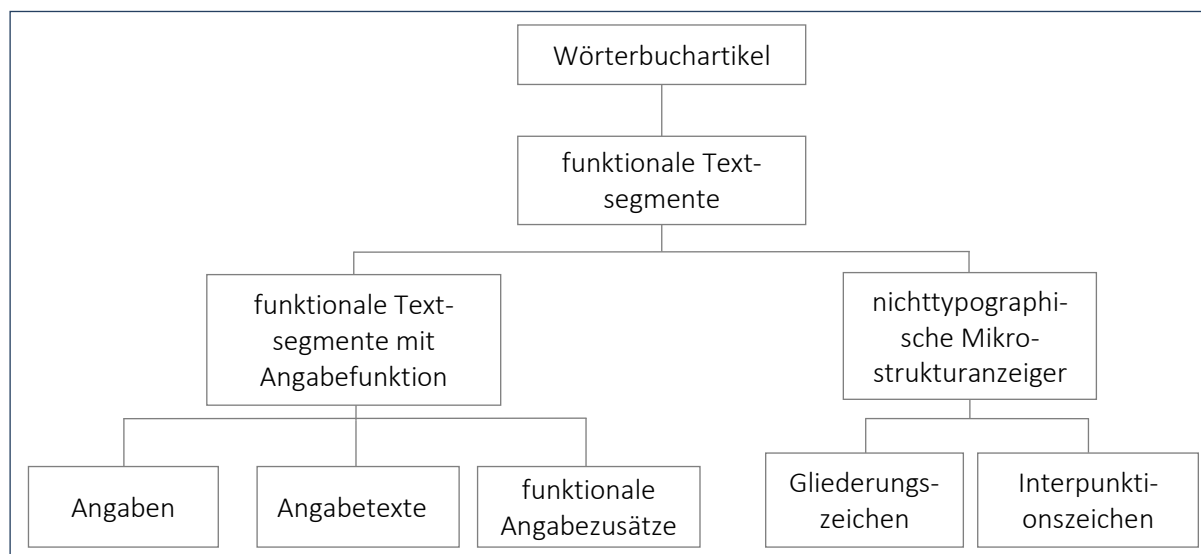 Wörterbuchartikel
funktionale Text-
segmente
funktionale Text-
segmente mit
Angabefunktion
nichttypographi-
sche Mikro-
strukturanzeiger
Angaben
Angabetexte
funktionale
Angabezusätze
Gliederungs-
zeichen
Interpunkti-
onszeichen